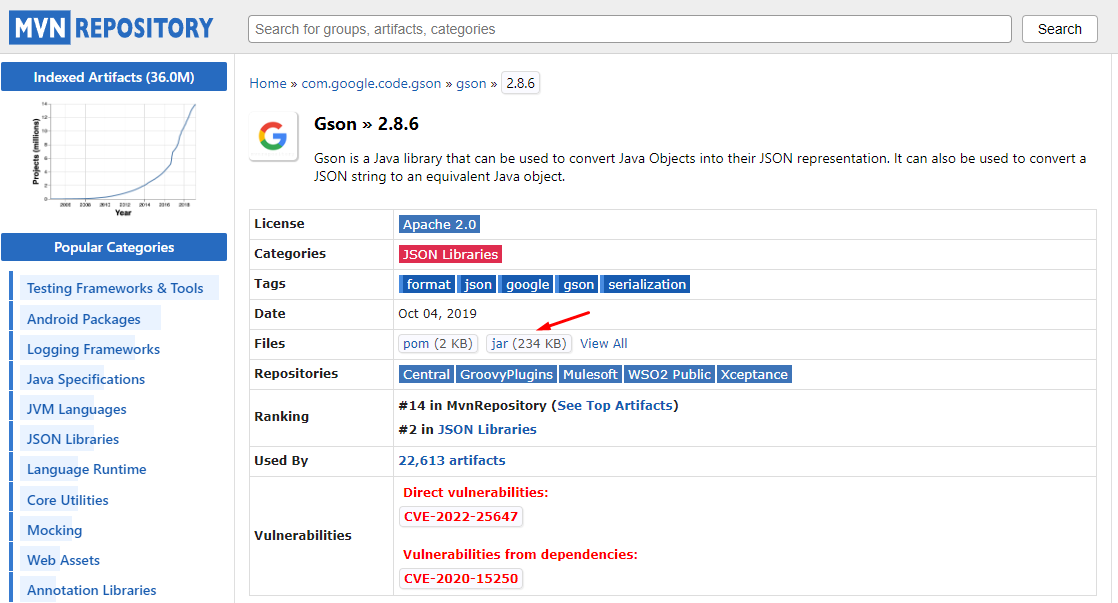 MVN REPOSITORY
Search for groups, artifacts, categories
Search
Indexed Artifacts (36.0M)
Projects (millions)
14
12
10
8
6
4
2
0
2006 2008 2010 2012 2014 2016 2018
Year
Popular Categories
Testing Frameworks & Tools
Android Packages
Logging Frameworks
Java Specifications
JVM Languages
JSON Libraries
Language Runtime
Core Utilities
Mocking
Web Assets
Annotation Libraries
Home » com.google.code.gson » gson » 2.8.6
Gson » 2.8.6
Gson is a Java library that can be used to convert Java Objects into their JSON representation. It can also be used to convert a
JSON string to an equivalent Java object.
License Apache 2.0
Categories JSON Libraries
Tags format json google gson serialization
Date Oct 04, 2019
Files pom (2 KB) jar (234 KB) View All
Repositories Central GroovyPlugins Mulesoft WSO2 Public Xceptance
Ranking
#14 in MvnRepository (See Top Artifacts)
#2 in JSON Libraries
Used By 22,613 artifacts
Vulnerabilities
Direct vulnerabilities:
CVE-2022-25647
Vulnerabilities from dependencies:
CVE-2020-15250